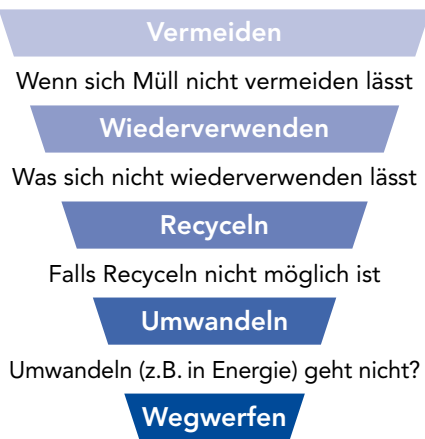 Vermeiden
Wenn sich Müll nicht vermeiden lässt
Wiederverwenden
Was sich nicht wiederverwenden lässt
Recyceln
Falls Recyceln nicht möglich ist
Umwandeln
Umwandeln (z.B. in Energie) geht nicht?
Wegwerfen